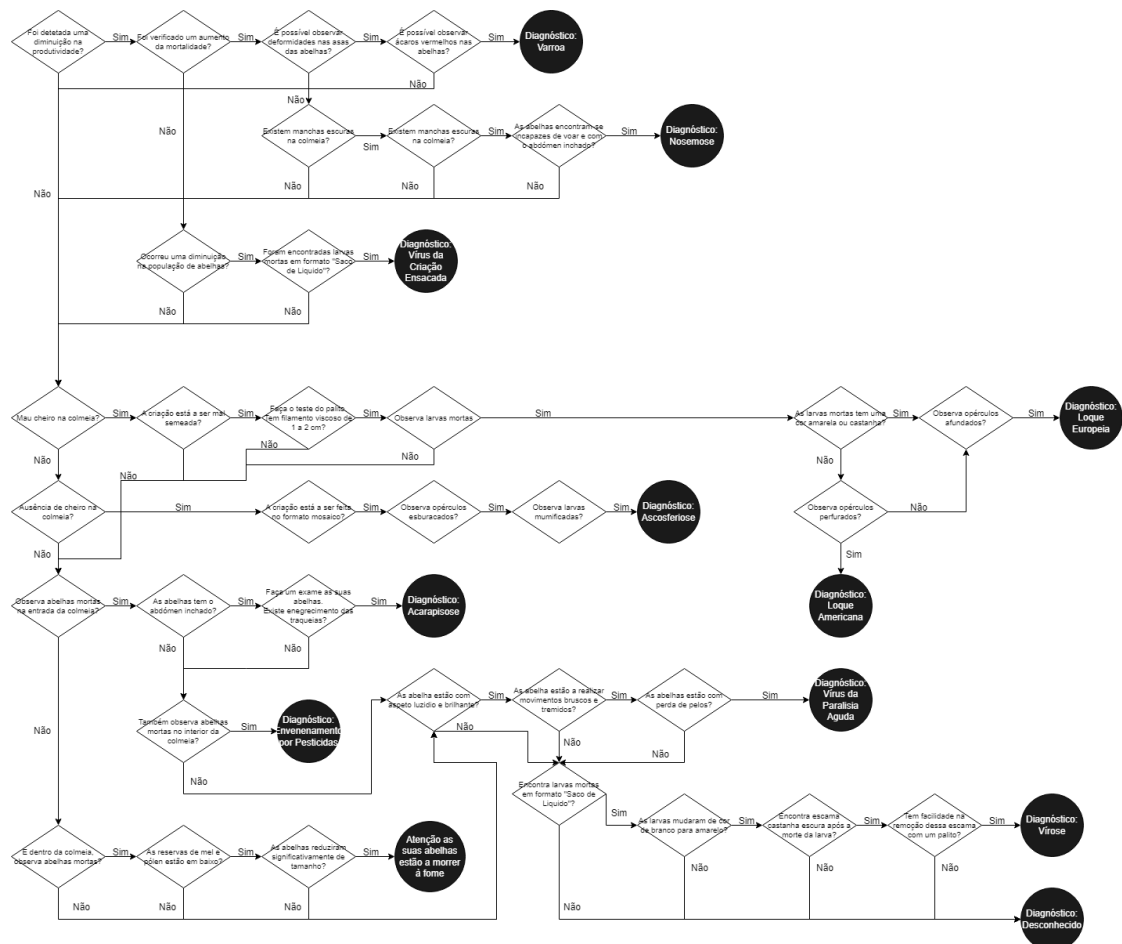 Foi detetada uma
diminuição na
produtividade?
Sim
Foi verificado um aumento
da mortalidade?
Sim
É possível observar
deformidades nas asas
das abelhas?
Sim
É possível observar
ácaros vermelhos nas
abelhas?
Sim
Diagnóstico:
Varroa
Não
Não
Não
Não
Existem manchas escuras
na colmeia?
Sim
Existem manchas escuras
na colmeia?
Sim
As abelhas encontram-se
incapazes de voar e com
o abdómen inchado?
Sim
Diagnóstico:
Nosemose
Não
Não
Não
Não
Ocorreu uma diminuição
na população de abelhas?
Sim
Foram encontradas larvas
mortas em formato "Saco
de Liquido"?
Sim
Diagnóstico:
Vírus da
Criação
Ensacada
Não
Não
Mau cheiro na colmeia?
Sim
A criação está a ser mal
semeada?
Sim
Faça o teste do palito.
Tem filamento viscoso de
1 a 2 cm?
Sim
Observa larvas mortas
Sim
As larvas mortas tem uma
cor amarela ou castanha?
Sim
Observa opérculos
afundados?
Sim
Diagnóstico:
Loque
Europeia
Não
Não
Não
Não
Não
Ausência de cheiro na
colmeia?
Sim
A criação está a ser feita
no formato mosaico?
Sim
Observa opérculos
esburacados?
Sim
Observa larvas
mumificadas?
Sim
Diagnóstico:
Ascosferiose
Observa opérculos
perfurados?
Não
Não
Sim
Diagnóstico:
Loque
Americana
Observa abelhas mortas
na entrada da colmeia?
Sim
As abelhas tem o
abdómen inchado?
Sim
Faça um exame as suas
abelhas.
Existe enegrecimento das
traqueias?
Sim
Diagnóstico:
Acarapisose
Não
Não
Não
Também observa abelhas
mortas no interior da
colmeia?
Sim
Diagnóstico:
Envenenamento
por Pesticidas
Não
As abelha estão com
aspeto luzidio e brilhante?
Sim
As abelha estão a realizar
movimentos bruscos e
tremidos?
Sim
As abelhas estão com
perda de pelos?
Sim
Diagnóstico:
Vírus da
Paralisia
Aguda
Não
Não
Não
Encontra larvas mortas
em formato "Saco de
Liquido"?
Sim
As larvas mudaram de cor
de branco para amarelo?
Sim
Encontra escama
castanha escura após a
morte da larva?
Sim
Tem facilidade na
remoção dessa escama
com um palito?
Sim
Diagnóstico:
Vírose
E dentro da colmeia,
observa abelhas mortas?
Sim
As reservas de mel e
pólen estão em baixo?
Sim
As abelhas reduziram
significativamente de
tamanho?
Sim
Atenção as
suas abelhas
estão a morrer
á fome
Não
Não
Não
Não
Não
Não
Não
Diagnóstico:
Desconhecido